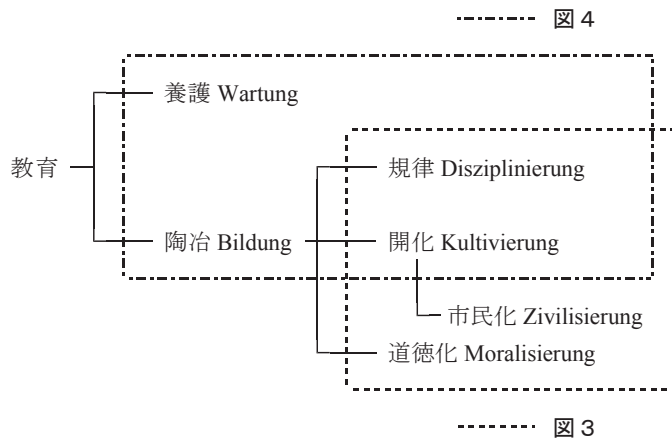 図4
養護 Wartung
教育
規律 Disziplinierung
陶冶 Bildung
開化 Kultivierung
市民化 Zivilisierung
道徳化 Moralisierung
図3